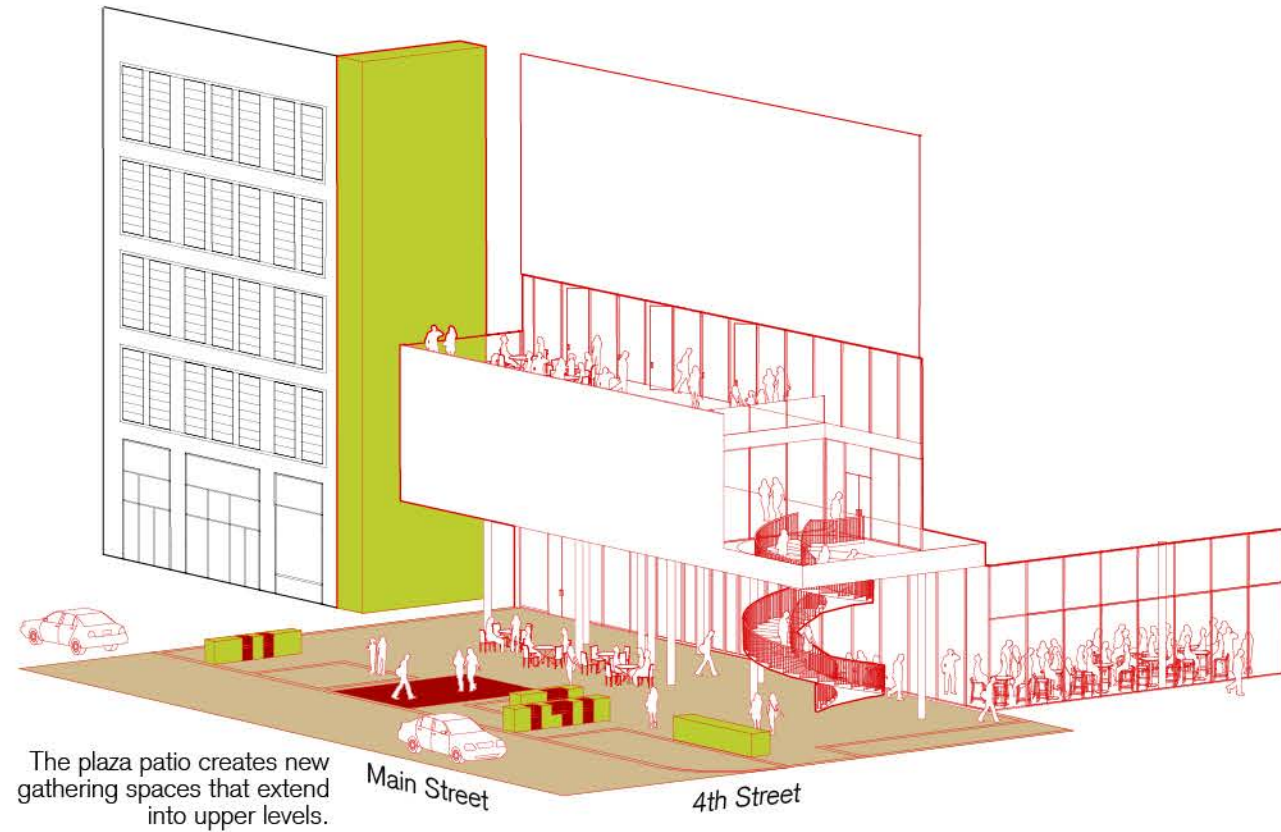 The plaza patio creates new
gathering spaces that extend
into upper levels.
Main Street
4th Street